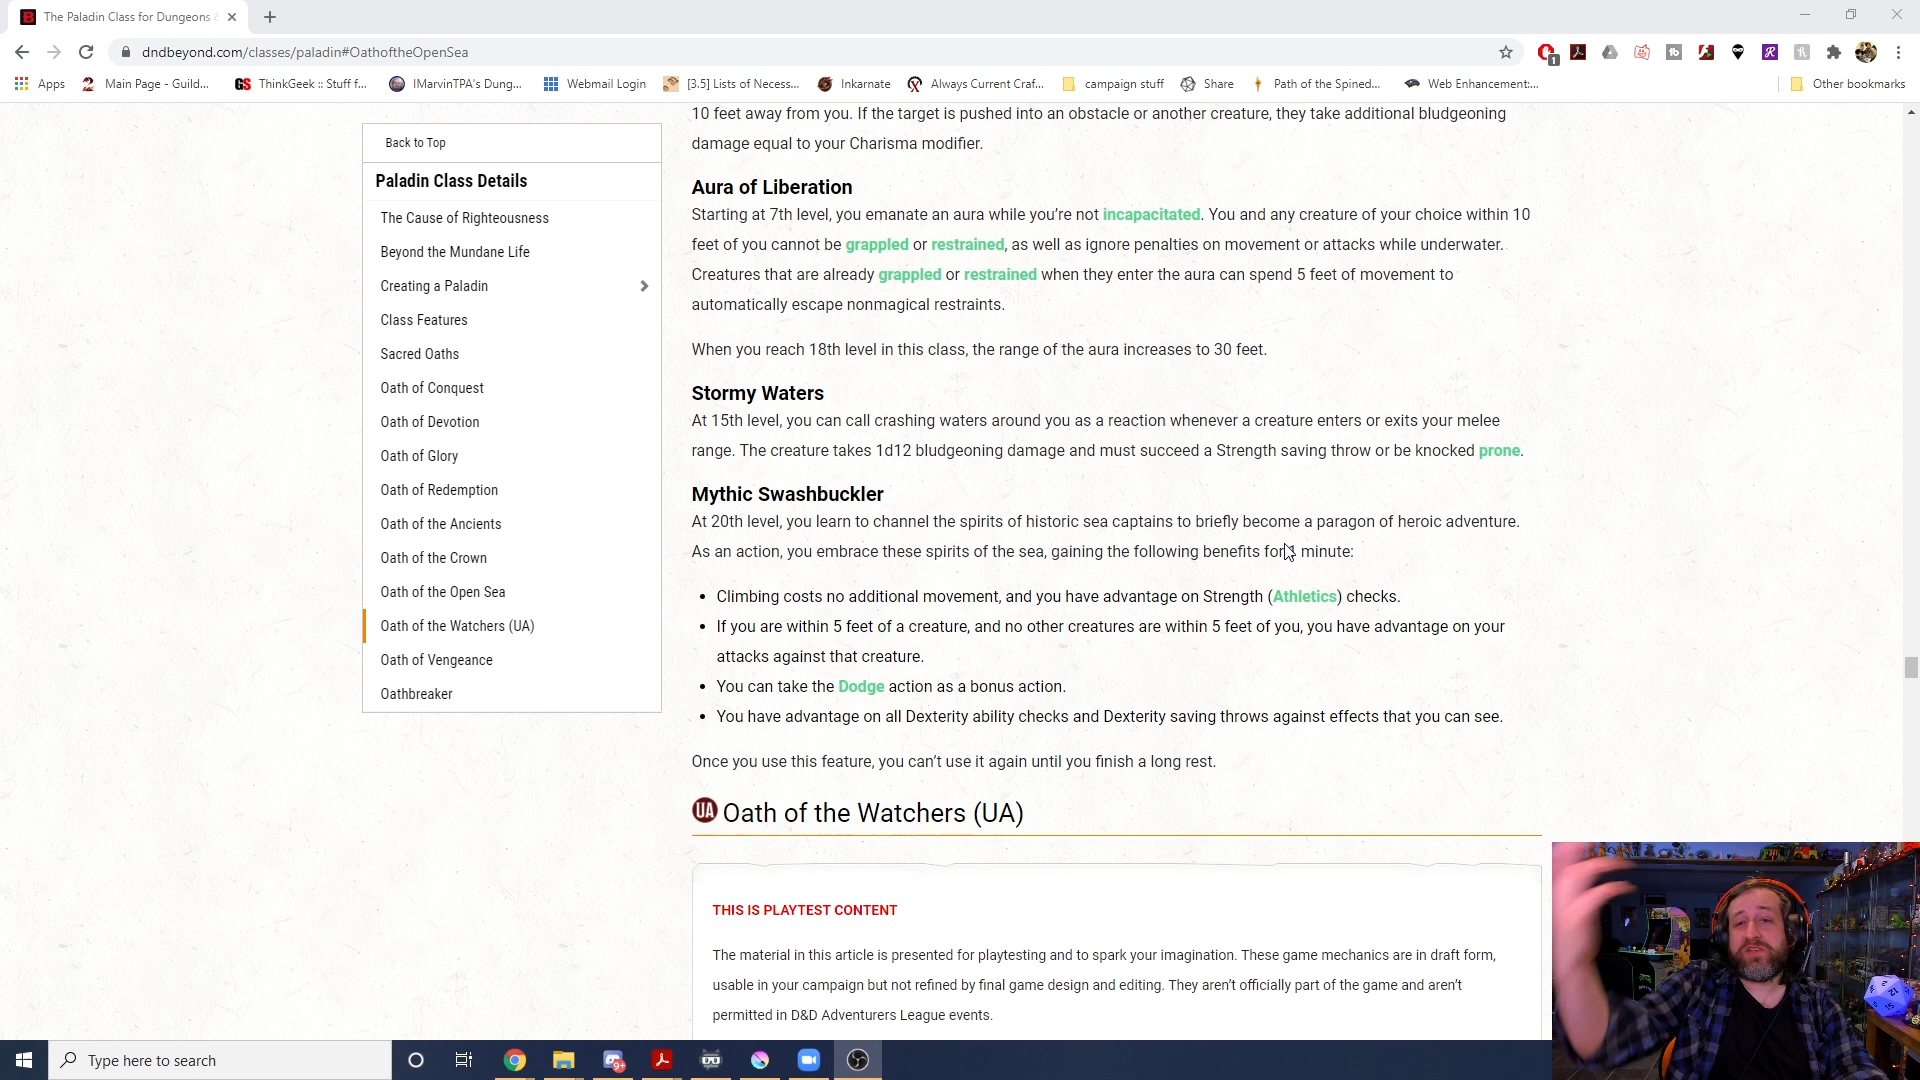 The Paladin Class for Dungeons &
dndbeyond.com/classes/paladin#OathoftheOpenSea
1
Apps
Main Page - Guild...
GS
ThinkGeek :: Stuff f...
IMarvinTPA's Dung...
Webmail Login
[3.5] Lists of Necess...
Inkarnate
Always Current Craf...
campaign stuff
Share
Path of the Spined...
Web Enhancement:...
Other bookmarks
Back to Top
Paladin Class Details
The Cause of Righteousness
Beyond the Mundane Life
Creating a Paladin
Class Features
Sacred Oaths
Oath of Conquest
Oath of Devotion
Oath of Glory
Oath of Redemption
Oath of the Ancients
Oath of the Crown
Oath of the Open Sea
Oath of the Watchers (UA)
Oath of Vengeance
Oathbreaker
10 feet away from you. If the target is pushed into an obstacle or another creature, they take additional bludgeoning
damage equal to your Charisma modifier.
Aura of Liberation
Starting at 7th level, you emanate an aura while you’re not incapacitated. You and any creature of your choice within 10
feet of you cannot be grappled or restrained, as well as ignore penalties on movement or attacks while underwater.
Creatures that are already grappled or restrained when they enter the aura can spend 5 feet of movement to
automatically escape nonmagical restraints.
When you reach 18th level in this class, the range of the aura increases to 30 feet.
Stormy Waters
At 15th level, you can call crashing waters around you as a reaction whenever a creature enters or exits your melee
range. The creature takes 1d12 bludgeoning damage and must succeed a Strength saving throw or be knocked prone.
Mythic Swashbuckler
At 20th level, you learn to channel the spirits of historic sea captains to briefly become a paragon of heroic adventure.
As an action, you embrace these spirits of the sea, gaining the following benefits for 1 minute:
• Climbing costs no additional movement, and you have advantage on Strength (Athletics) checks.
• If you are within 5 feet of a creature, and no other creatures are within 5 feet of you, you have advantage on your
attacks against that creature.
• You can take the Dodge action as a bonus action.
• You have advantage on all Dexterity ability checks and Dexterity saving throws against effects that you can see.
Once you use this feature, you can’t use it again until you finish a long rest.
UA Oath of the Watchers (UA)
THIS IS PLAYTEST CONTENT
The material in this article is presented for playtesting and to spark your imagination. These game mechanics are in draft form,
usable in your campaign but not refined by final game design and editing. They aren’t officially part of the game and aren’t
permitted in D&D Adventurers League events.
Type here to search
9+